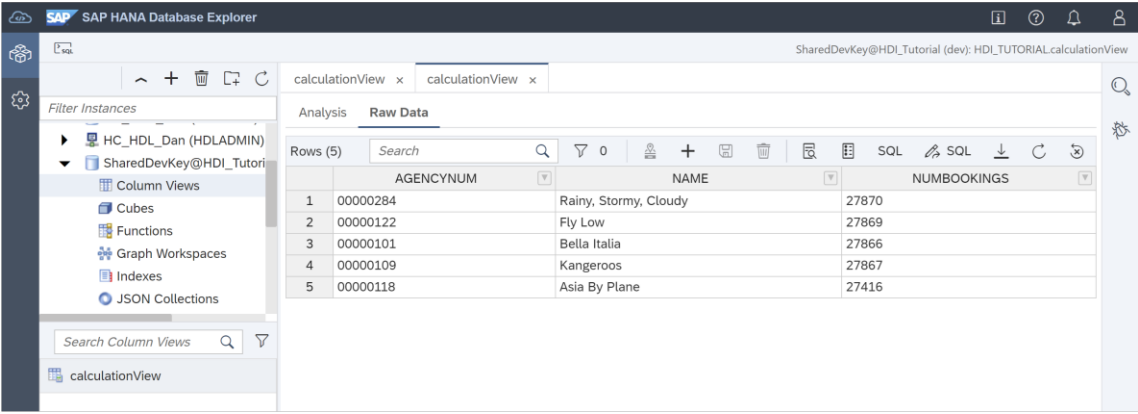 SAP SAP HANA Database Explorer
SQL
SharedDevKey@HDI_Tutorial (dev): HDI_TUTORIAL.calculationView
calculationView x
calculationView x
Filter Instances
HC_HDL_Dan (HDLADMIN)
SharedDevKey@HDI_Tutori
Column Views
Cubes
Functions
Graph Workspaces
Indexes
JSON Collections
Search Column Views
calculationView
Analysis Raw Data
Rows (5) Search 0 SQL SQL
AGENCYNUM NAME NUMBOOKINGS
1 00000284 Rainy, Stormy, Cloudy 27870
2 00000122 Fly Low 27869
3 00000101 Bella Italia 27866
4 00000109 Kangeroos 27867
5 00000118 Asia By Plane 27416